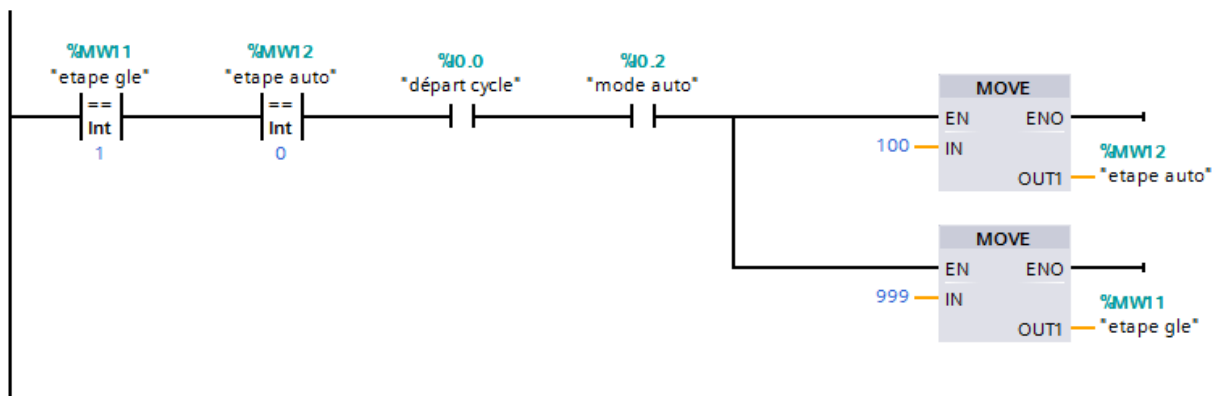 %MW11
"etape gle"
==
Int
1
%MW12
"etape auto"
==
Int
0
%I0.0
"départ cycle"
%I0.2
"mode auto"
MOVE
EN ENO
100 IN
OUT1
%MW12
"etape auto"
MOVE
EN ENO
999 IN
OUT1
%MW11
"etape gle"